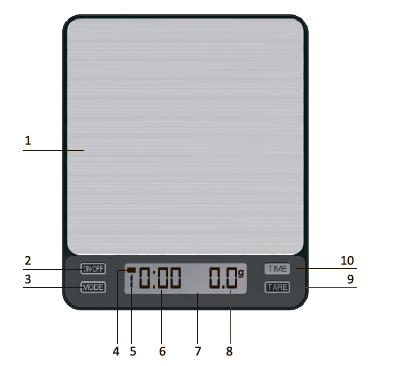 1
2 ON/OFF TIME 10
3 MODE 0:00 0.0g TARE 9
4 5 6 7 8